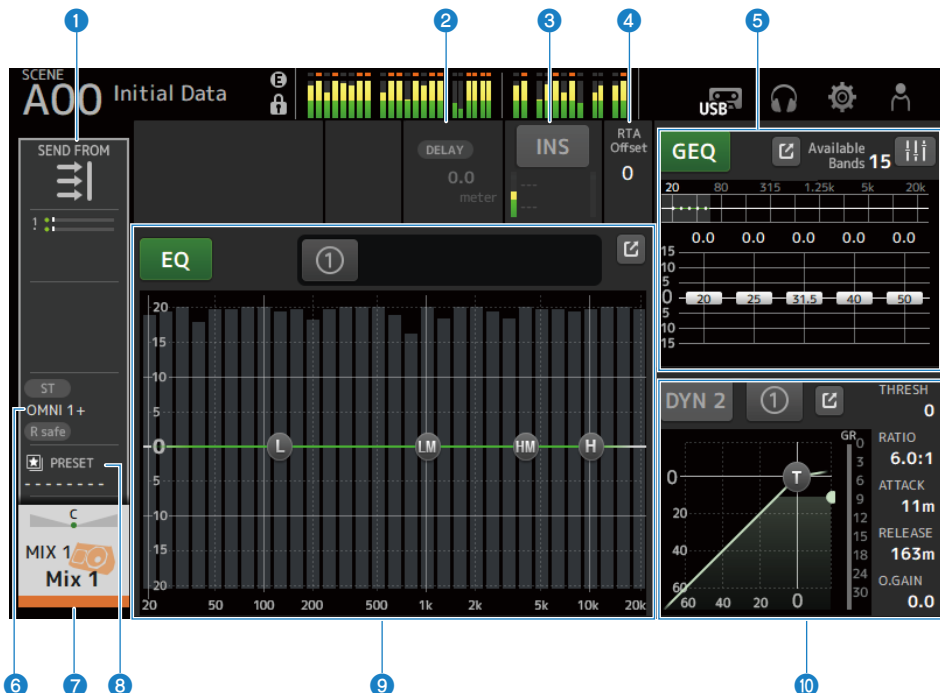 1 2 3 4 5
SCENE
A00 Initial Data
E
USB
SEND FROM
1
ST
OMNI 1+
R safe
PRESET
--------
C
MIX 1
Mix 1
DELAY
0.0
meter
INS
---
---
RTA
Offset
0
EQ
1
20
15
10
5
0
5
10
15
20
L LM HM H
20 50 100 200 500 1k 2k 5k 10k 20k
GEQ
Available
Bands 15
20 80 315 1.25k 5k 20k
0.0 0.0 0.0 0.0 0.0
15
10
5
0
5
10
15
20 25 31.5 40 50
DYN 2
1
T
0
20
40
60
60 40 20 0
GR
0
3
6
9
12
15
18
24
30
THRESH
0
RATIO
6.0:1
ATTACK
11m
RELEASE
163m
O.GAIN
0.0
6 7 8 9 10